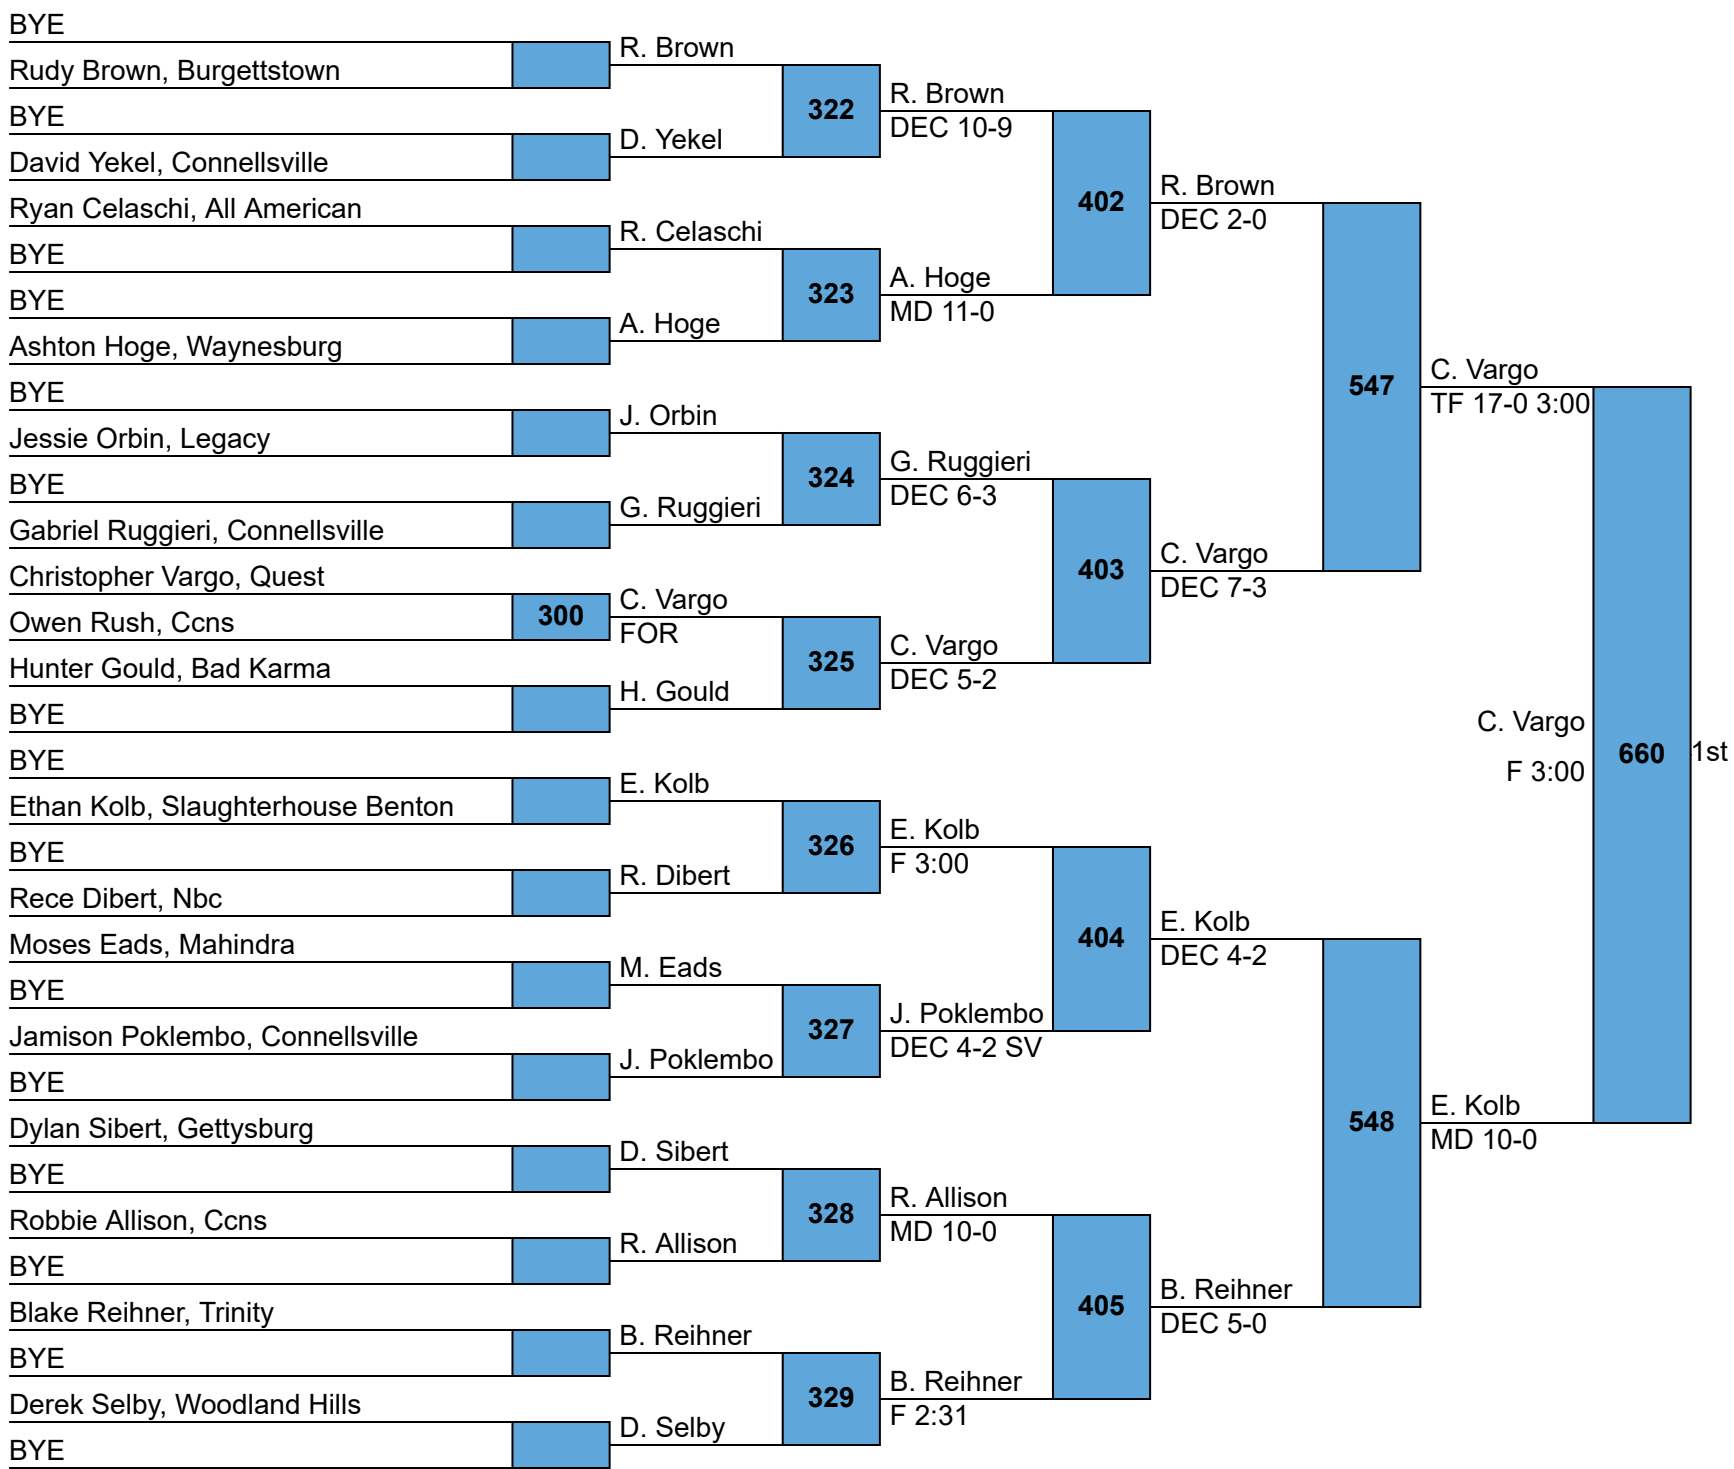 BYE
Rudy Brown, Burgettstown
BYE
David Yekel, Connellsville
Ryan Celaschi, All American
BYE
BYE
Ashton Hoge, Waynesburg
BYE
Jessie Orbin, Legacy
BYE
Gabriel Ruggieri, Connellsville
Christopher Vargo, Quest
Owen Rush, Ccns
Hunter Gould, Bad Karma
BYE
BYE
Ethan Kolb, Slaughterhouse Benton
BYE
Rece Dibert, Nbc
Moses Eads, Mahindra
BYE
Jamison Poklembo, Connellsville
BYE
Dylan Sibert, Gettysburg
BYE
Robbie Allison, Ccns
BYE
Blake Reihner, Trinity
BYE
Derek Selby, Woodland Hills
BYE
300
R. Brown
D. Yekel
R. Celaschi
A. Hoge
J. Orbin
G. Ruggieri
C. Vargo
FOR
H. Gould
E. Kolb
R. Dibert
M. Eads
J. Poklembo
D. Sibert
R. Allison
B. Reihner
D. Selby
322
323
324
325
326
327
328
329
R. Brown
DEC 10-9
A. Hoge
MD 11-0
G. Ruggieri
DEC 6-3
C. Vargo
DEC 5-2
E. Kolb
F 3:00
J. Poklembo
DEC 4-2 SV
R. Allison
MD 10-0
B. Reihner
F 2:31
402
403
404
405
R. Brown
DEC 2-0
C. Vargo
DEC 7-3
E. Kolb
DEC 4-2
B. Reihner
DEC 5-0
547
548
C. Vargo
TF 17-0 3:00
E. Kolb
MD 10-0
C. Vargo
F 3:00
660
1st